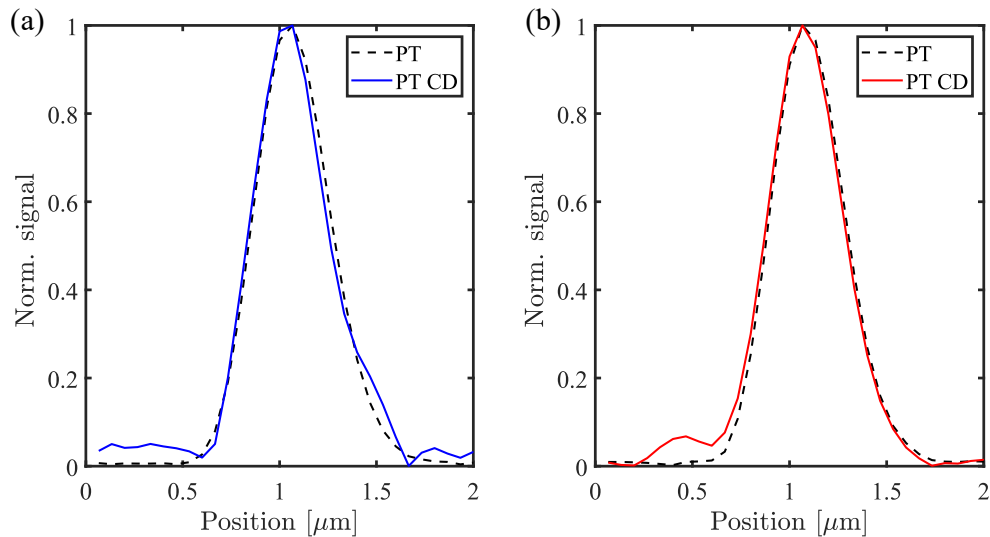 (a)
PT
PT CD
Norm. signal
1
0.8
0.6
0.4
0.2
0
0
0.5
1
1.5
2
Position [μm]
(b)
PT
PT CD
Norm. signal
1
0.8
0.6
0.4
0.2
0
0
0.5
1
1.5
2
Position [μm]